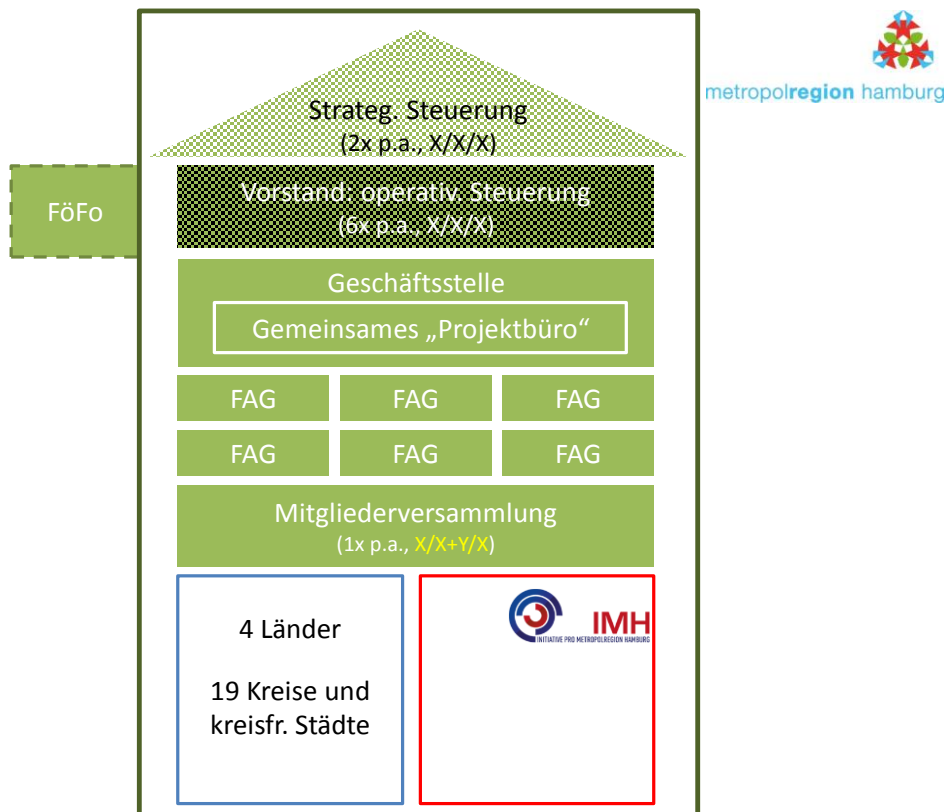 metropolregion hamburg
Strateg. Steuerung
(2x p.a., X/X/X)
FöFo
Vorstand: operativ. Steuerung
(6x p.a., X/X/X)
Geschäftsstelle
Gemeinsames „Projektbüro“
FAG FAG FAG
FAG FAG FAG
Mitgliederversammlung
(1x p.a., X/X+Y/X)
4 Länder
19 Kreise und
kreisfr. Städte
IMH
INITIATIVE PRO METROPOLREGION HAMBURG